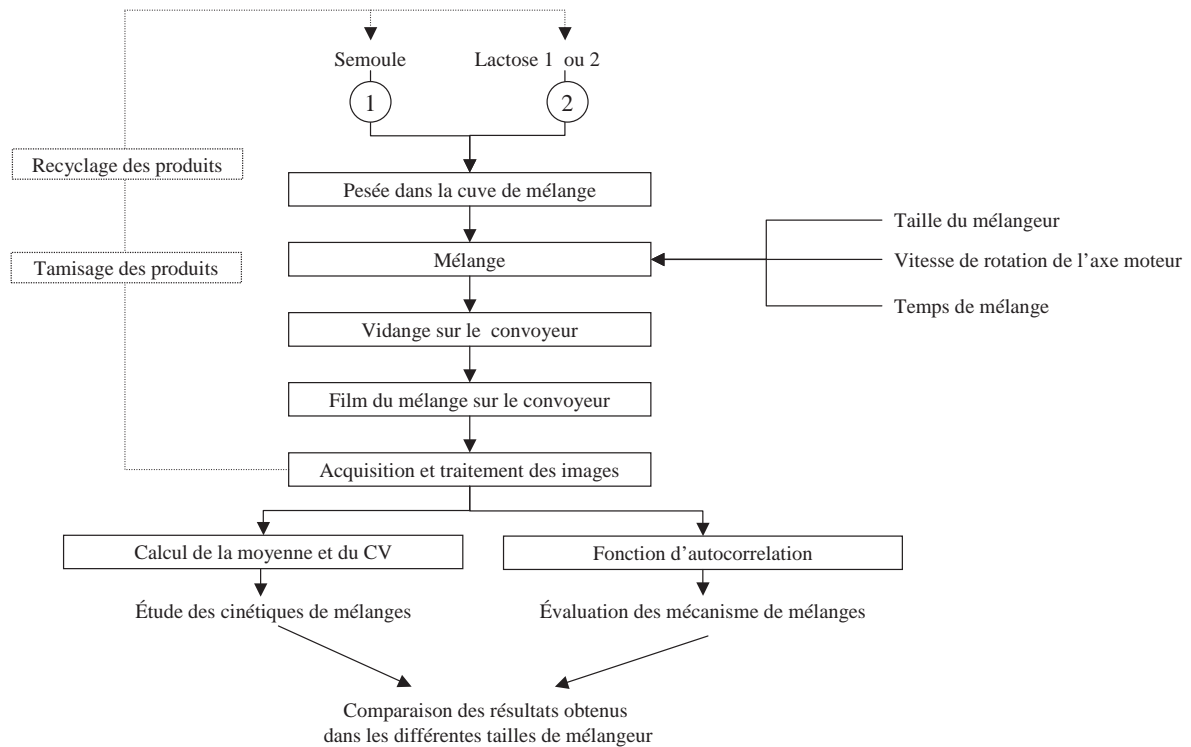 Semoule
Lactose 1 ou 2
1
2
Recyclage des produits
Pesée dans la cuve de mélange
Taille du mélangeur
Tamisage des produits
Mélange
Vitesse de rotation de l’axe moteur
Temps de mélange
Vidange sur le convoyeur
Film du mélange sur le convoyeur
Acquisition et traitement des images
Calcul de la moyenne et du CV
Fonction d’autocorrelation
Étude des cinétiques de mélanges
Évaluation des mécanisme de mélanges
Comparaison des résultats obtenus
dans les différentes tailles de mélangeur